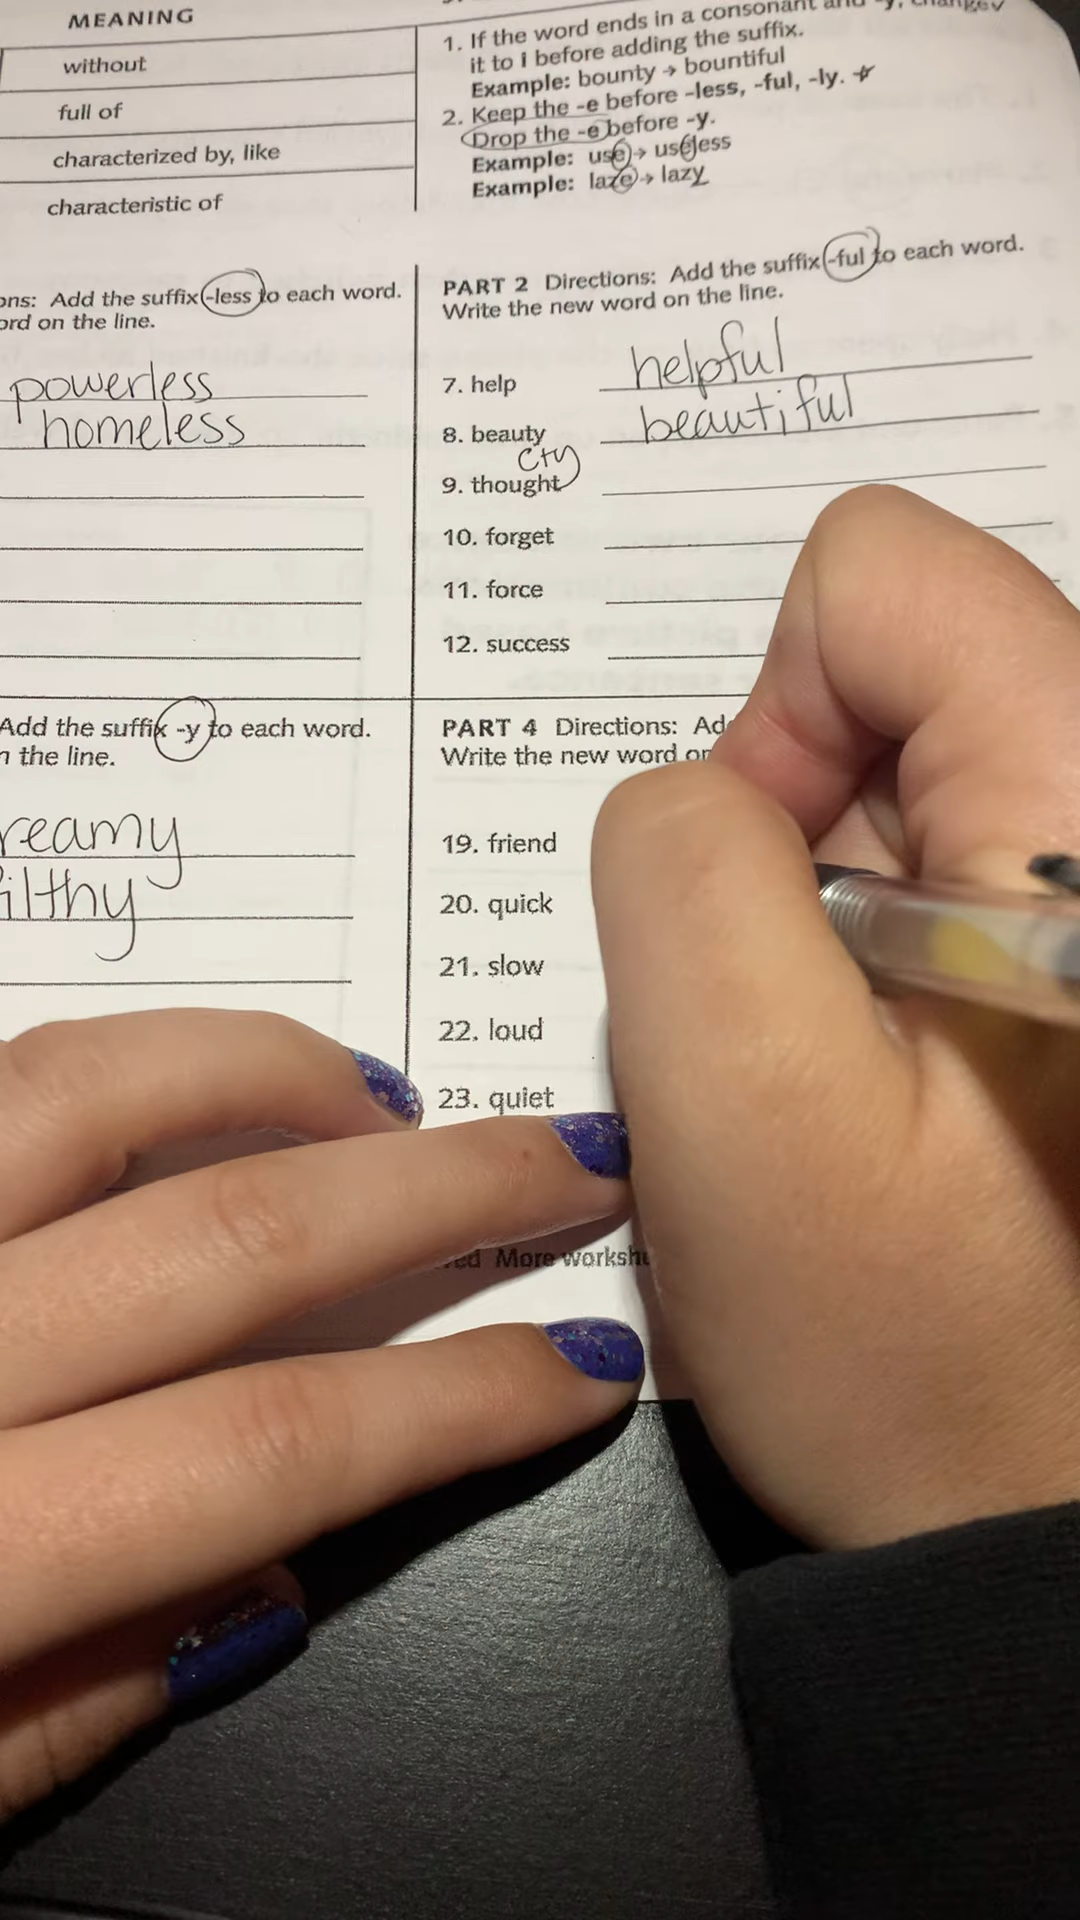 MEANING
without
full of
characterized by, like
characteristic of
1. If the word ends in a consonant and -y, change
it to i before adding the suffix.
Example: bounty → bountiful
2. Keep the -e before -less, -ful, -ly.
Drop the -e before -y.
Example: use → useless
Example: laze → lazy
ons: Add the suffix -less to each word.
ord on the line.
powerless
homeless
PART 2 Directions: Add the suffix -ful to each word.
Write the new word on the line.
7. help helpful
8. beauty beautiful
c+y
9. thought
10. forget
11. force
12. success
Add the suffix -y to each word.
n the line.
reamy
ilthy
PART 4 Directions: Ad
Write the new word on
19. friend
20. quick
21. slow
22. loud
23. quiet
ved More workshe